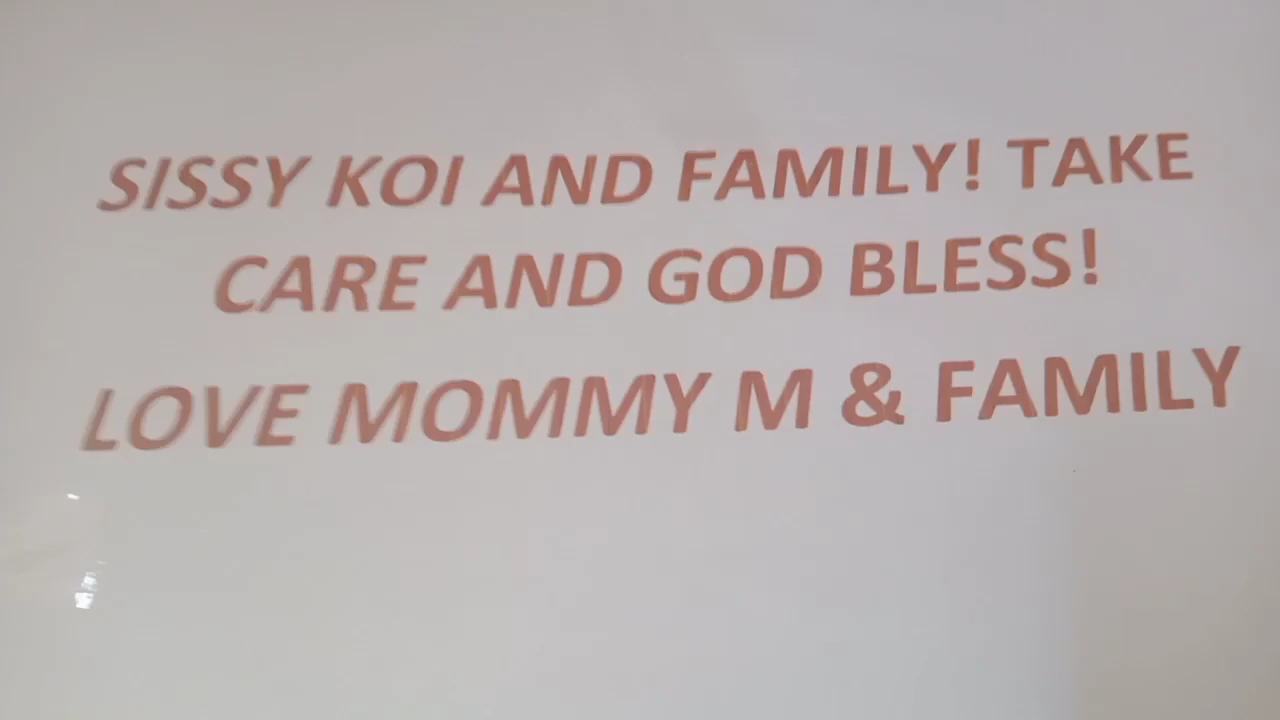 SISSY KOI AND FAMILY! TAKE
CARE AND GOD BLESS!
LOVE MOMMY M & FAMILY